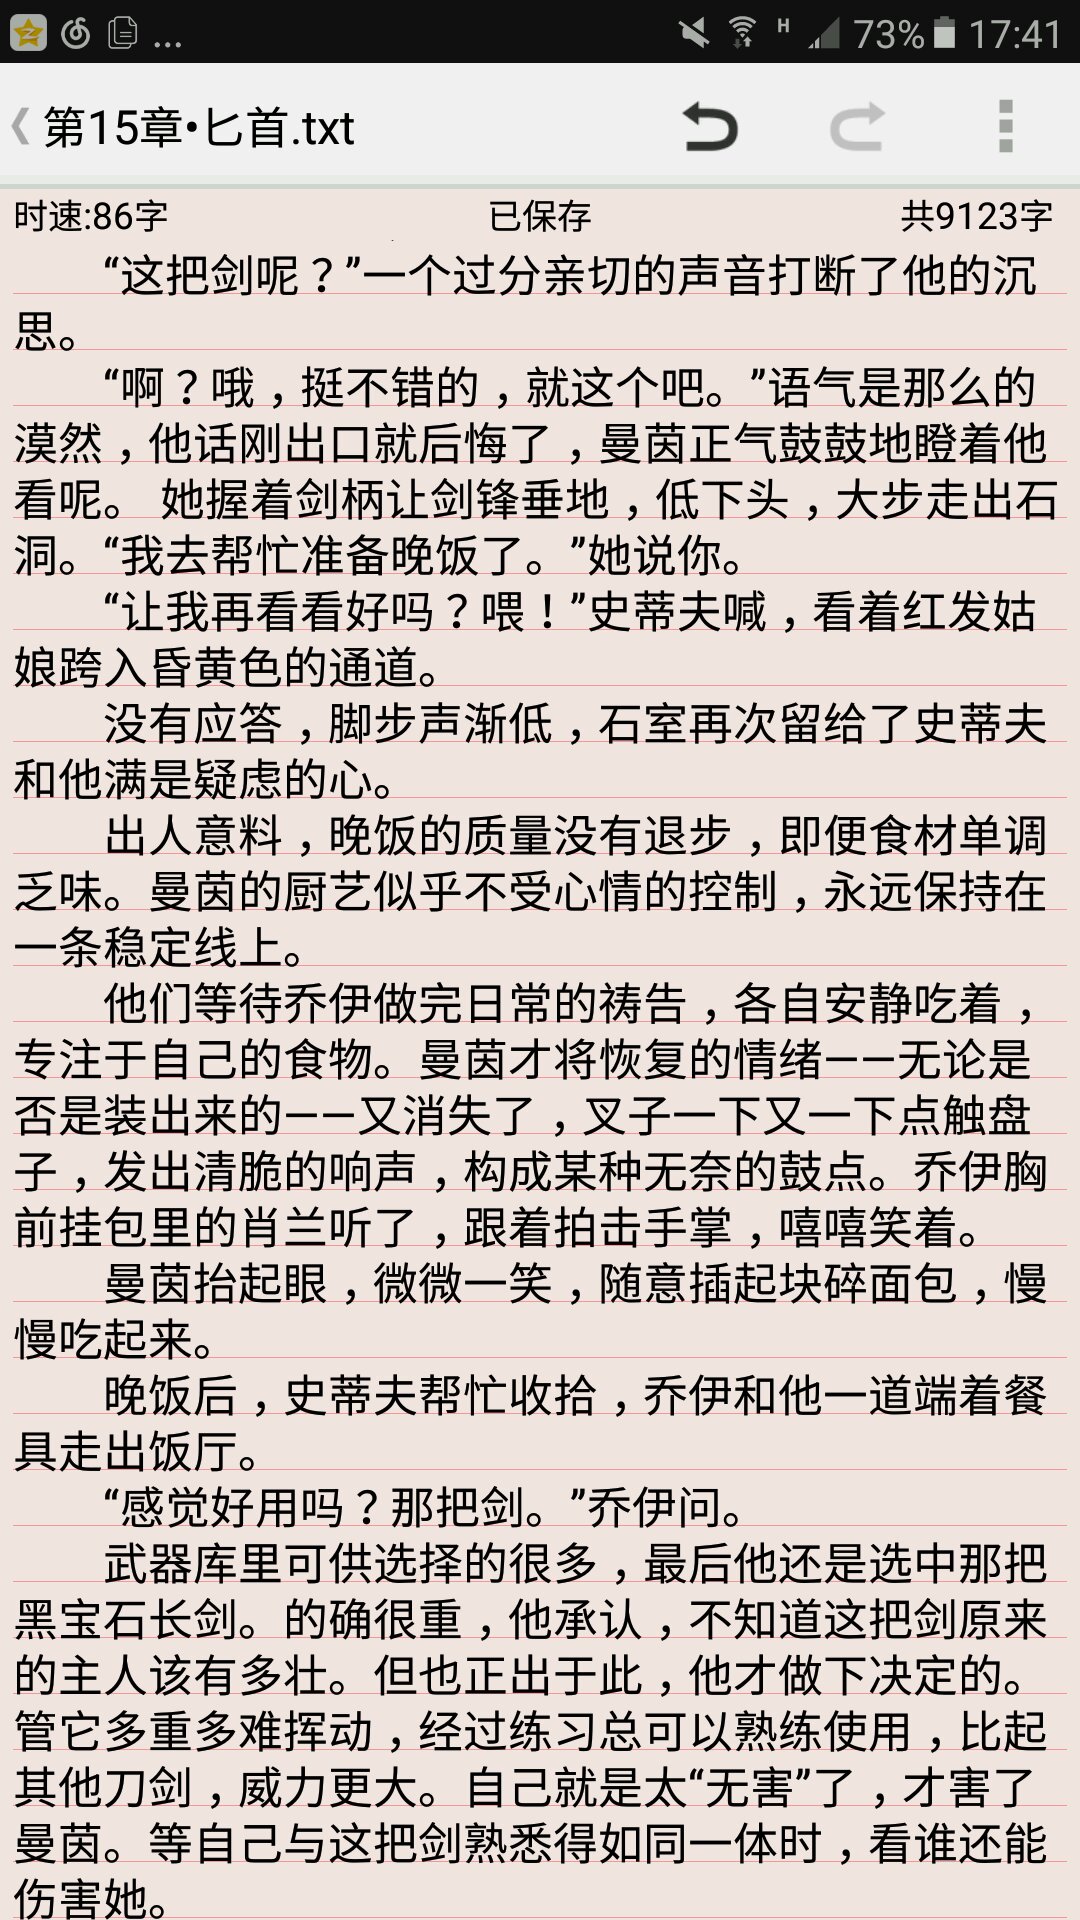 H 73% 17:41
第15章•匕首.txt
时速:86字 已保存 共9123字
“这把剑呢？”一个过分亲切的声音打断了他的沉
思。
“啊？哦，挺不错的，就这个吧。”语气是那么的
漠然，他话刚出口就后悔了，曼茵正气鼓鼓地瞪着他
看呢。 她握着剑柄让剑锋垂地，低下头，大步走出石
洞。“我去帮忙准备晚饭了。”她说你。
“让我再看看好吗？喂！”史蒂夫喊，看着红发姑
娘跨入昏黄色的通道。
没有应答，脚步声渐低，石室再次留给了史蒂夫
和他满是疑虑的心。
出人意料，晚饭的质量没有退步，即便食材单调
乏味。曼茵的厨艺似乎不受心情的控制，永远保持在
一条稳定线上。
他们等待乔伊做完日常的祷告，各自安静吃着，
专注于自己的食物。曼茵才将恢复的情绪——无论是
否是装出来的——又消失了，叉子一下又一下点触盘
子，发出清脆的响声，构成某种无奈的鼓点。乔伊胸
前挂包里的肖兰听了，跟着拍击手掌，嘻嘻笑着。
曼茵抬起眼，微微一笑，随意插起块碎面包，慢
慢吃起来。
晚饭后，史蒂夫帮忙收拾，乔伊和他一道端着餐
具走出饭厅。
“感觉好用吗？那把剑。”乔伊问。
武器库里可供选择的很多，最后他还是选中那把
黑宝石长剑。的确很重，他承认，不知道这把剑原来
的主人该有多壮。但也正出于此，他才做下决定的。
管它多重多难挥动，经过练习总可以熟练使用，比起
其他刀剑，威力更大。自己就是太“无害”了，才害了
曼茵。等自己与这把剑熟悉得如同一体时，看谁还能
伤害她。